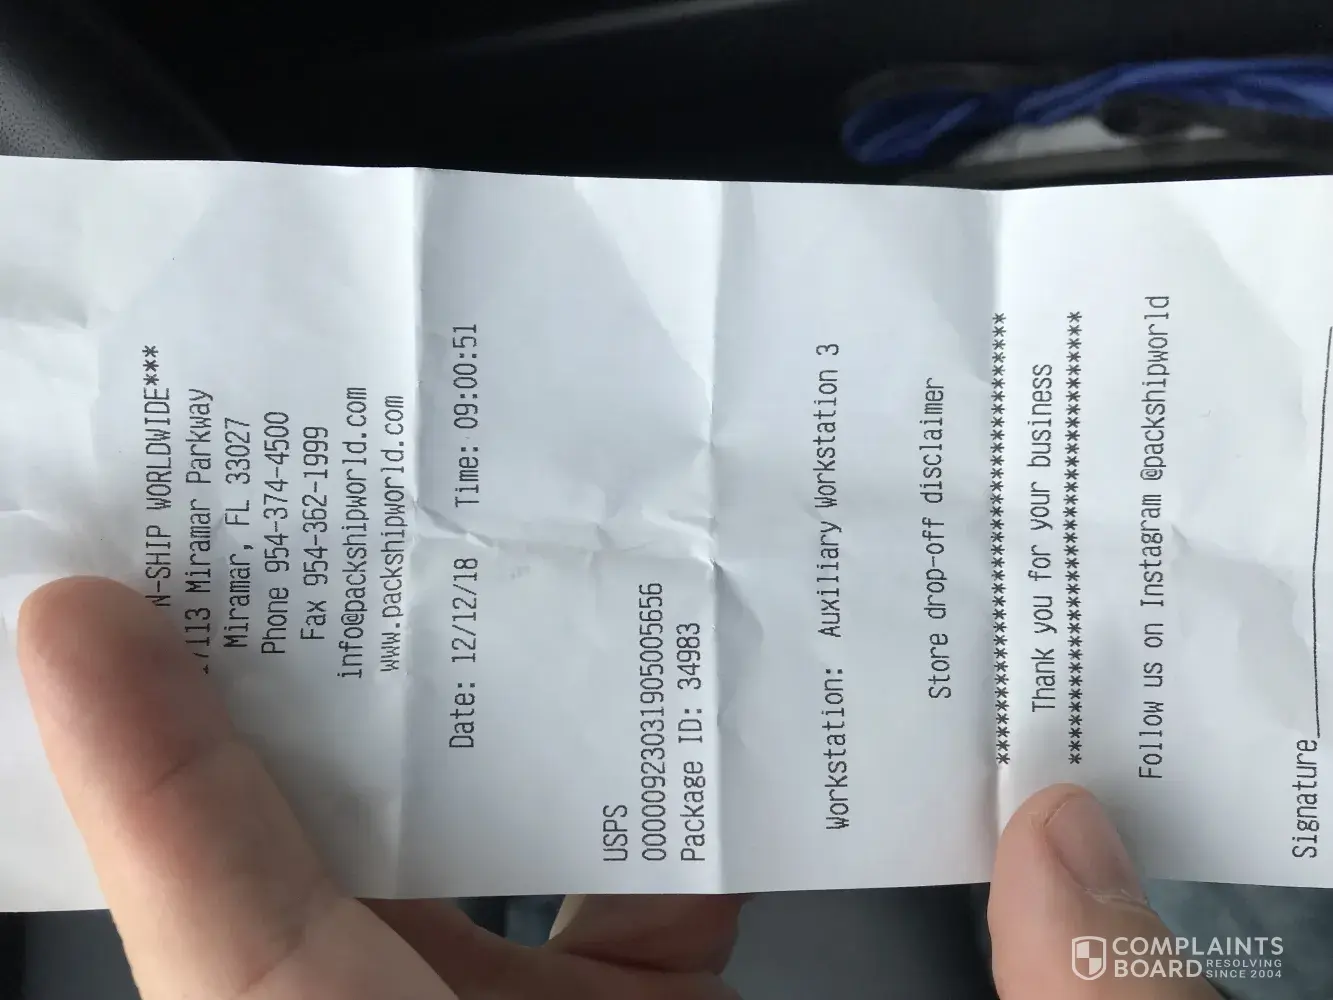 N-SHIP WORLDWIDE***
17113 Miramar Parkway
Miramar, FL 33027
Phone 954-374-4500
Fax 954-362-1999
info@packshipworld.com
www.packshipworld.com
Date: 12/12/18 Time: 09:00:51
USPS
0000092303319050056​56
Package ID: 34983
Workstation: Auxiliary Workstation 3
Store drop-off disclaimer
****************************************
Thank you for your business
****************************************
Follow us on Instagram @packshipworld
Signature
COMPLAINTS
BOARD RESOLVING
SINCE 2004